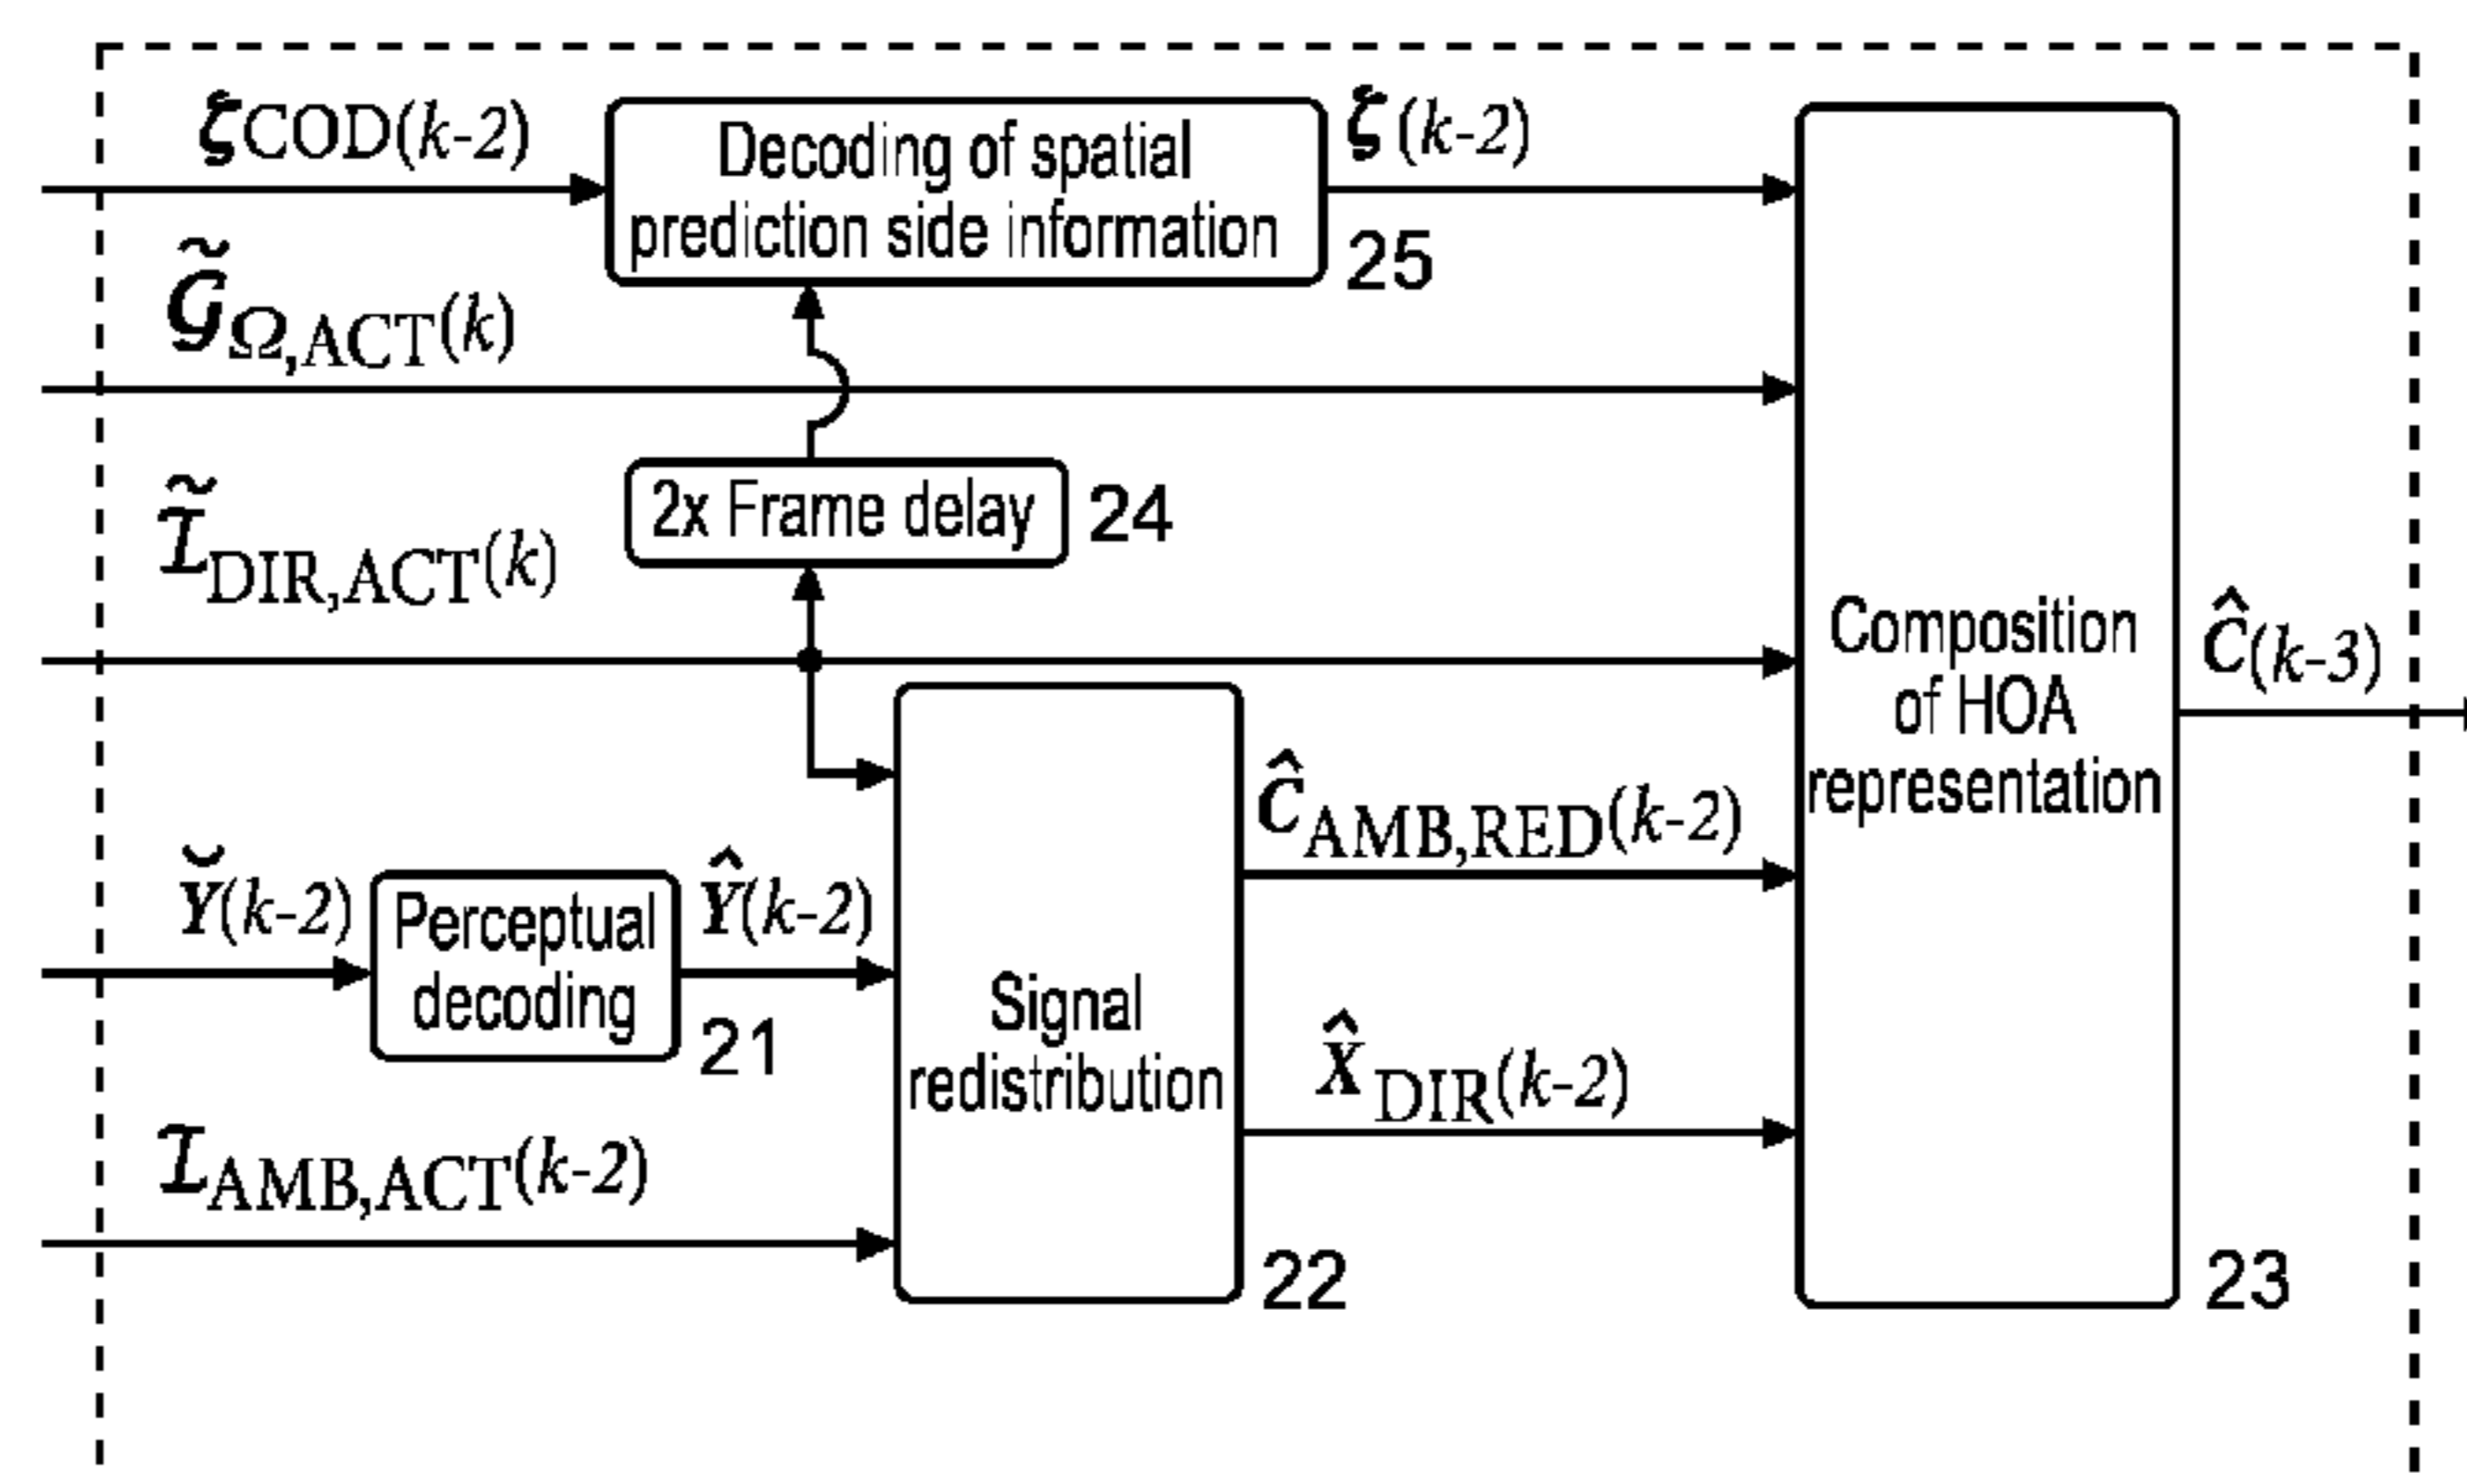 ζCOD(k-2)
Decoding of spatial
prediction side information
ζ(k-2)
25
G̃Ω,ACT(k)
2x Frame delay
24
ĨDIR,ACT(k)
Composition
of HOA
representation
Ĉ(k-3)
ĈAMB,RED(k-2)
Y̆(k-2)
Perceptual
decoding
Ŷ(k-2)
21
Signal
redistribution
X̂DIR(k-2)
IAMB,ACT(k-2)
22
23